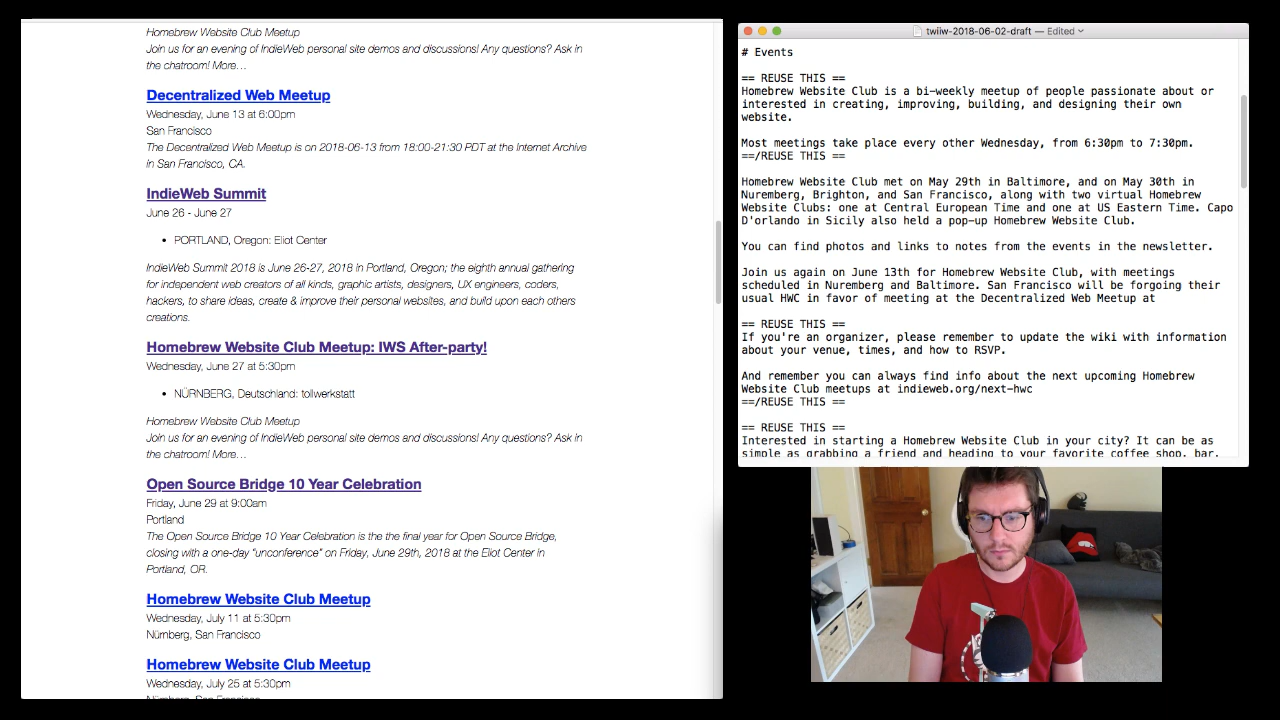 Homebrew Website Club Meetup
Join us for an evening of IndieWeb personal site demos and discussions! Any questions? Ask in
the chatroom! More…
Decentralized Web Meetup
Wednesday, June 13 at 6:00pm
San Francisco
The Decentralized Web Meetup is on 2018-06-13 from 18:00-21:30 PDT at the Internet Archive
in San Francisco, CA.
IndieWeb Summit
June 26 - June 27
• PORTLAND, Oregon: Eliot Center
IndieWeb Summit 2018 is June 26-27, 2018 in Portland, Oregon; the eighth annual gathering
for independent web creators of all kinds, graphic artists, designers, UX engineers, coders,
hackers, to share ideas, create & improve their personal websites, and build upon each others
creations.
Homebrew Website Club Meetup: IWS After-party!
Wednesday, June 27 at 5:30pm
• NÜRNBERG, Deutschland: tollwerkstatt
Homebrew Website Club Meetup
Join us for an evening of IndieWeb personal site demos and discussions! Any questions? Ask in
the chatroom! More…
Open Source Bridge 10 Year Celebration
Friday, June 29 at 9:00am
Portland
The Open Source Bridge 10 Year Celebration is the the final year for Open Source Bridge,
closing with a one-day "unconference" on Friday, June 29th, 2018 at the Eliot Center in
Portland, OR.
Homebrew Website Club Meetup
Wednesday, July 11 at 5:30pm
Nürnberg, San Francisco
Homebrew Website Club Meetup
Wednesday, July 25 at 5:30pm
Nürnberg, San Francisco
twiiw-2018-06-02-draft — Edited
# Events
== REUSE THIS ==
Homebrew Website Club is a bi-weekly meetup of people passionate about or
interested in creating, improving, building, and designing their own
website.
Most meetings take place every other Wednesday, from 6:30pm to 7:30pm.
==/REUSE THIS ==
Homebrew Website Club met on May 29th in Baltimore, and on May 30th in
Nuremberg, Brighton, and San Francisco, along with two virtual Homebrew
Website Clubs: one at Central European Time and one at US Eastern Time. Capo
D'orlando in Sicily also held a pop-up Homebrew Website Club.
You can find photos and links to notes from the events in the newsletter.
Join us again on June 13th for Homebrew Website Club, with meetings
scheduled in Nuremberg and Baltimore. San Francisco will be forgoing their
usual HWC in favor of meeting at the Decentralized Web Meetup at
== REUSE THIS ==
If you're an organizer, please remember to update the wiki with information
about your venue, times, and how to RSVP.
And remember you can always find info about the next upcoming Homebrew
Website Club meetups at indieweb.org/next-hwc
==/REUSE THIS ==
== REUSE THIS ==
Interested in starting a Homebrew Website Club in your city? It can be as
simple as grabbing a friend and heading to your favorite coffee shop, bar,